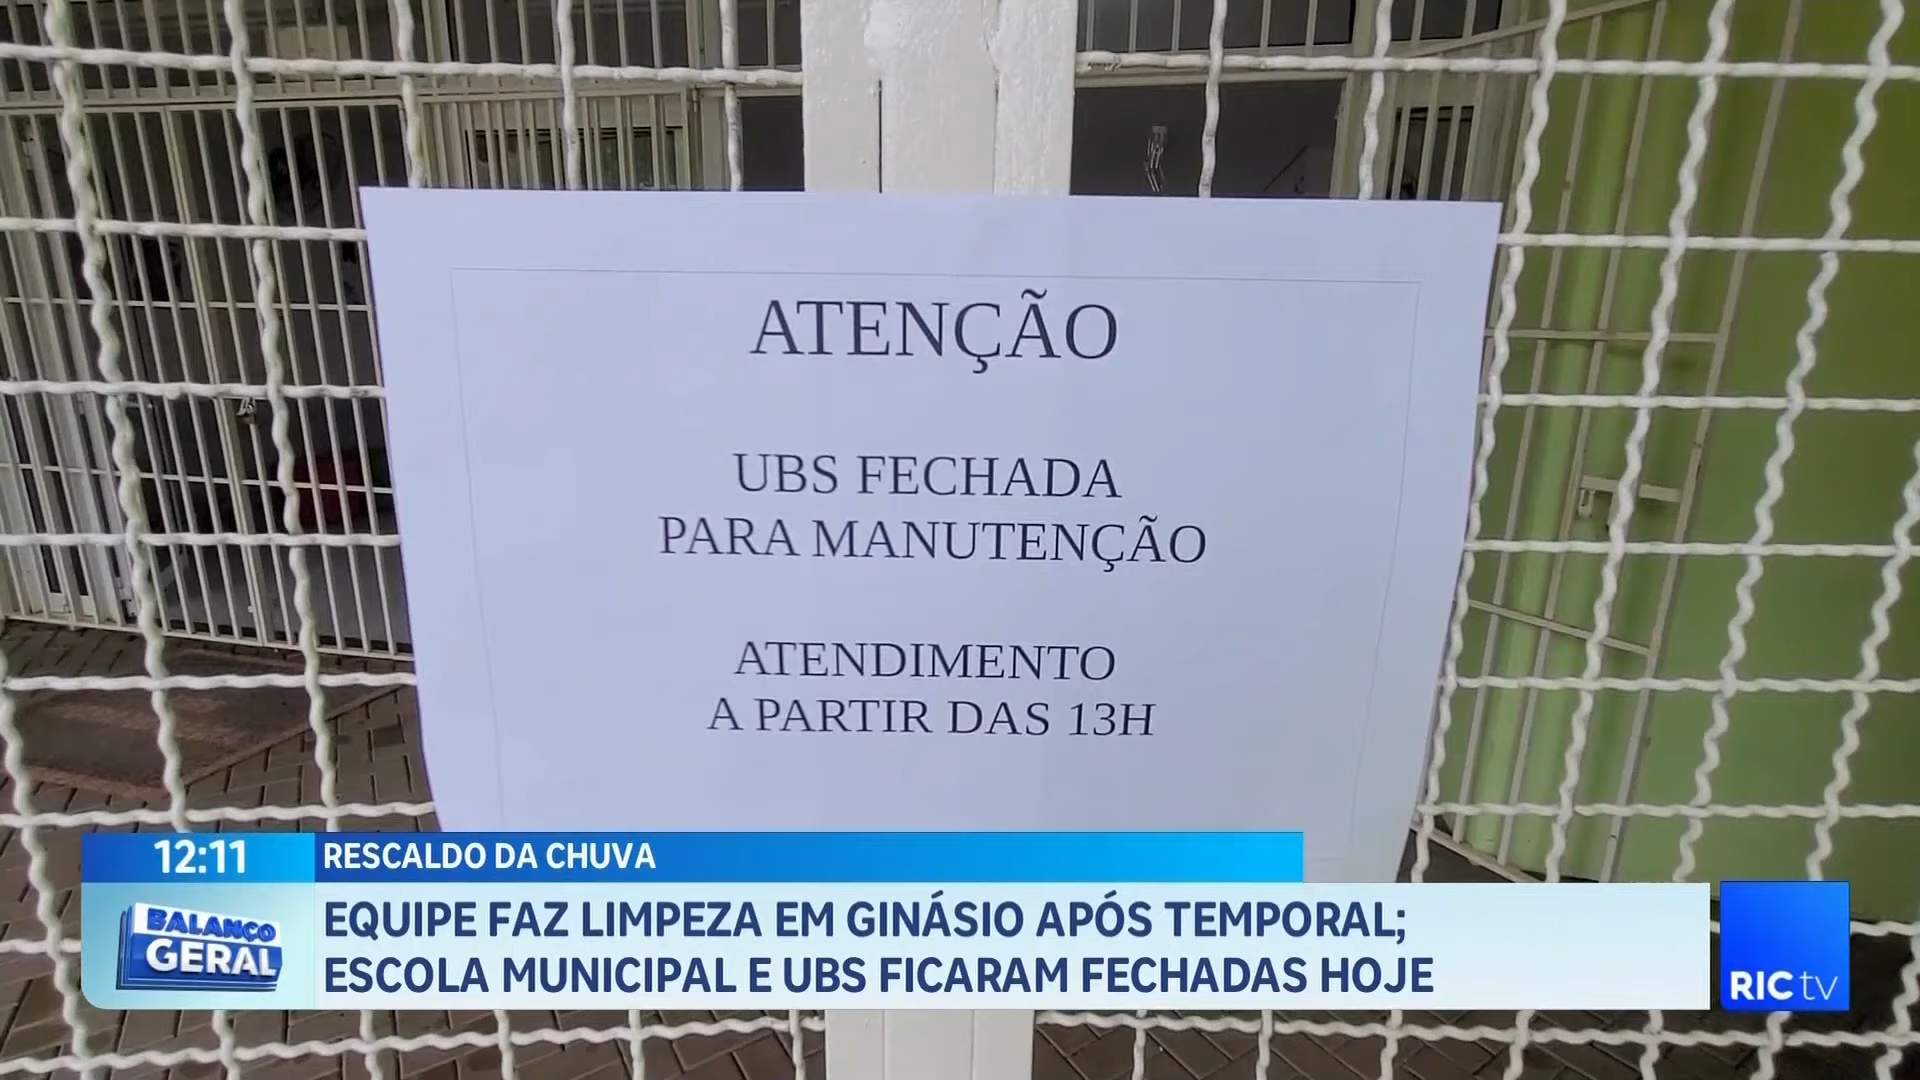 ATENÇÃO
UBS FECHADA
PARA MANUTENÇÃO
ATENDIMENTO
A PARTIR DAS 13H
12:11
RESCALDO DA CHUVA
BALANÇO
GERAL
EQUIPE FAZ LIMPEZA EM GINÁSIO APÓS TEMPORAL;
ESCOLA MUNICIPAL E UBS FICARAM FECHADAS HOJE
RIC tv